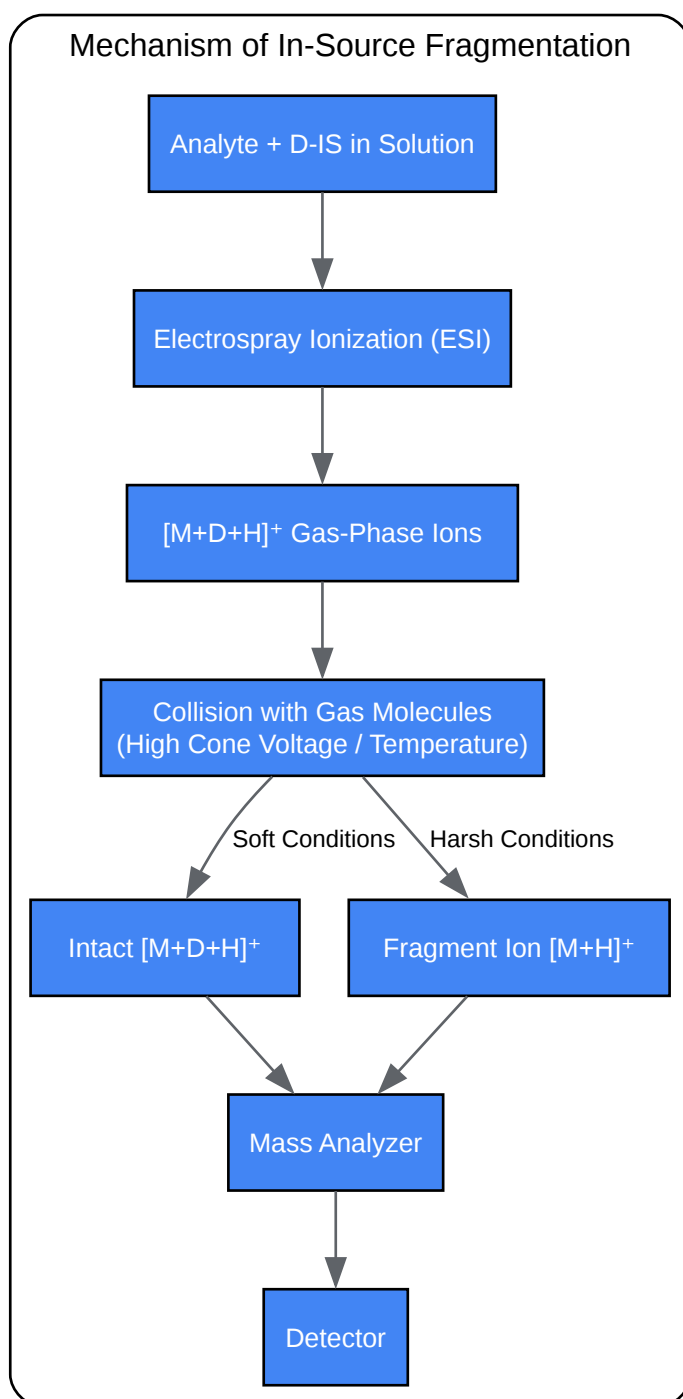 Mechanism of In-Source Fragmentation
Analyte + D-IS in Solution
Electrospray Ionization (ESI)
[M+D+H]⁺ Gas-Phase Ions
Collision with Gas Molecules
(High Cone Voltage / Temperature)
Soft Conditions
Harsh Conditions
Intact [M+D+H]⁺
Fragment Ion [M+H]⁺
Mass Analyzer
Detector